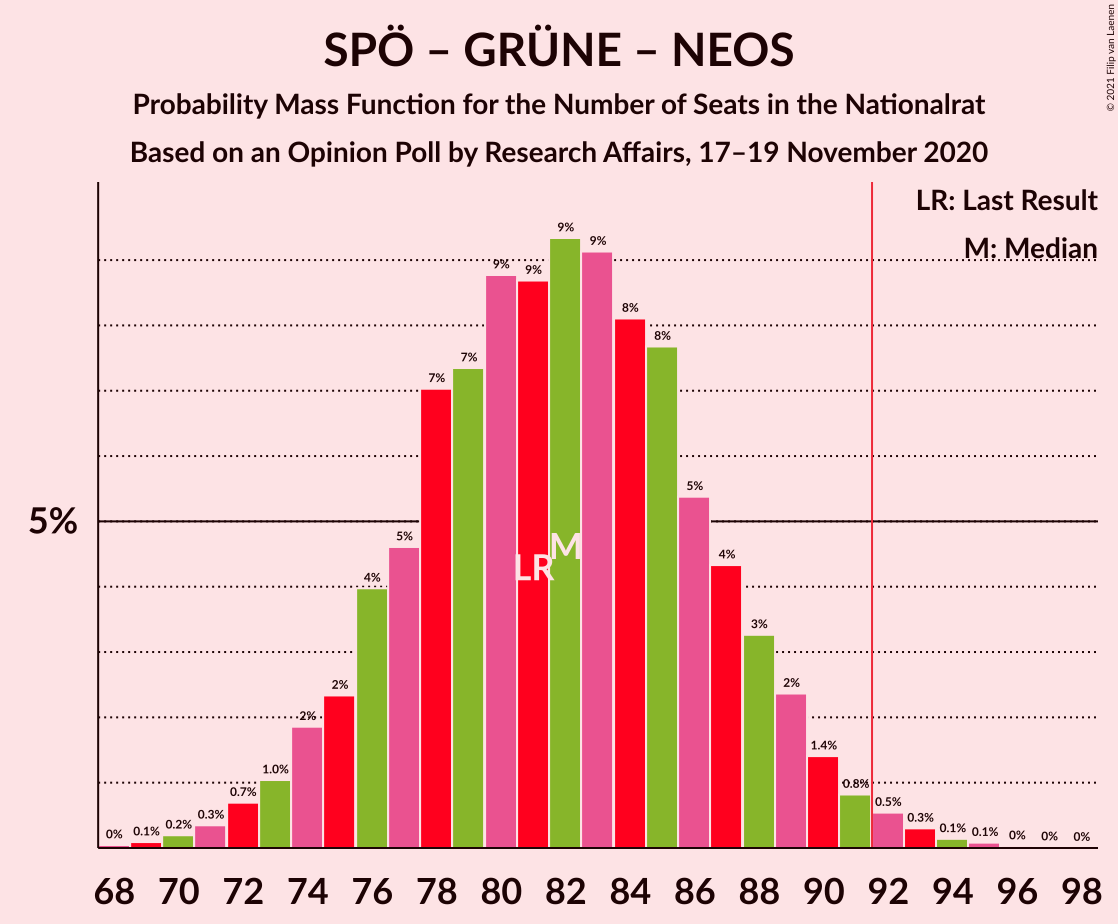 SPÖ – GRÜNE – NEOS
Probability Mass Function for the Number of Seats in the Nationalrat
Based on an Opinion Poll by Research Affairs, 17–19 November 2020
© 2021 Filip van Laenen
LR: Last Result
M: Median
5%
0% 0.1% 0.2% 0.3% 0.7% 1.0% 2% 2% 4% 5% 7% 7% 9% 9% 9% 9% 8% 8% 5% 4% 3% 2% 1.4% 0.8% 0.5% 0.3% 0.1% 0.1% 0% 0% 0%
LR M
68 70 72 74 76 78 80 82 84 86 88 90 92 94 96 98